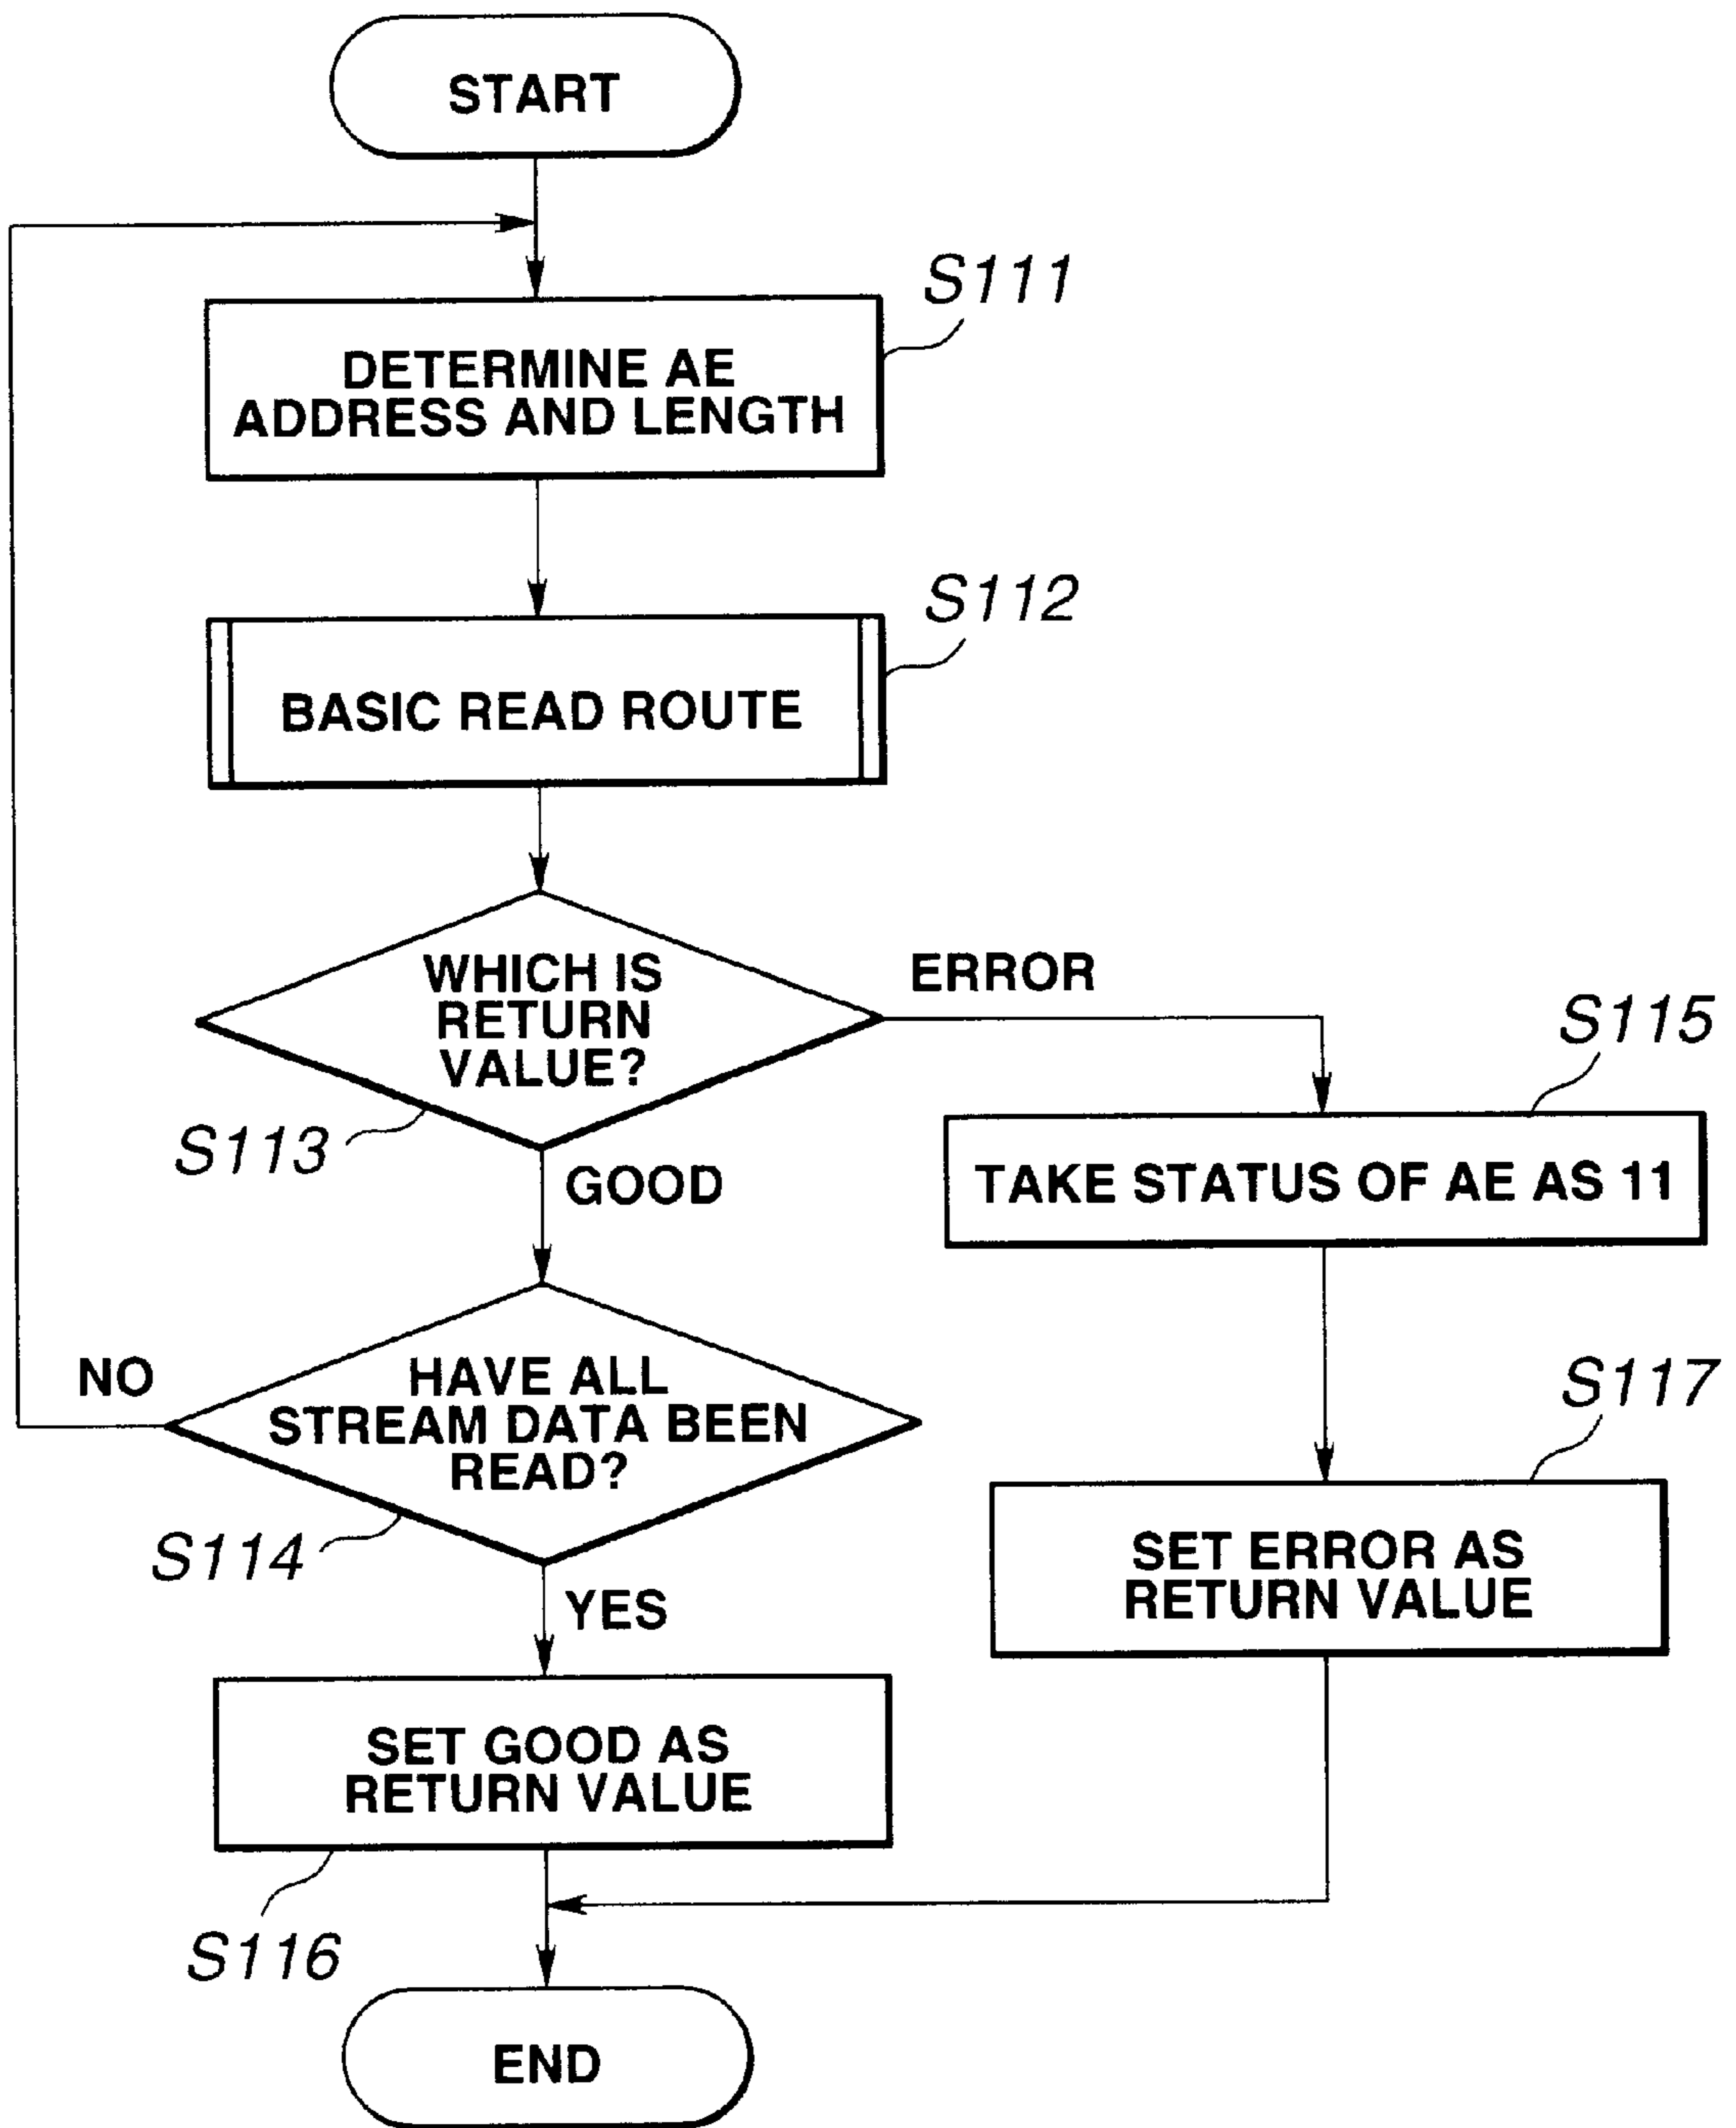 START
S111
DETERMINE AE
ADDRESS AND LENGTH
S112
BASIC READ ROUTE
WHICH IS
RETURN
VALUE?
ERROR
S113
GOOD
S115
TAKE STATUS OF AE AS 11
NO
HAVE ALL
STREAM DATA BEEN
READ?
S114
YES
S117
SET ERROR AS
RETURN VALUE
SET GOOD AS
RETURN VALUE
S116
END